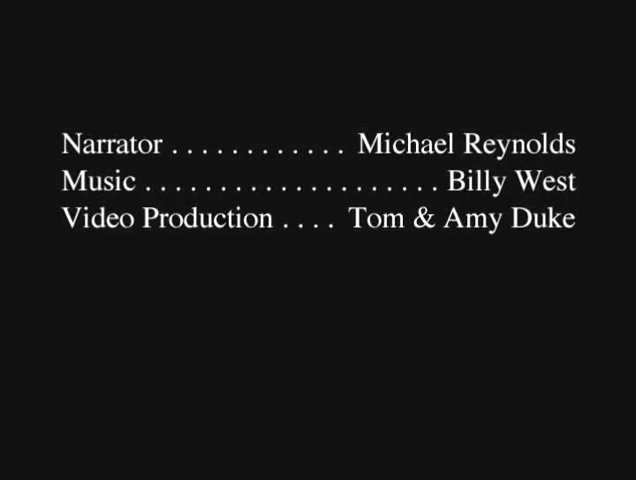 Narrator . . . . . . . . . . . . Michael Reynolds
Music . . . . . . . . . . . . . . . . . . . . Billy West
Video Production . . . . Tom & Amy Duke